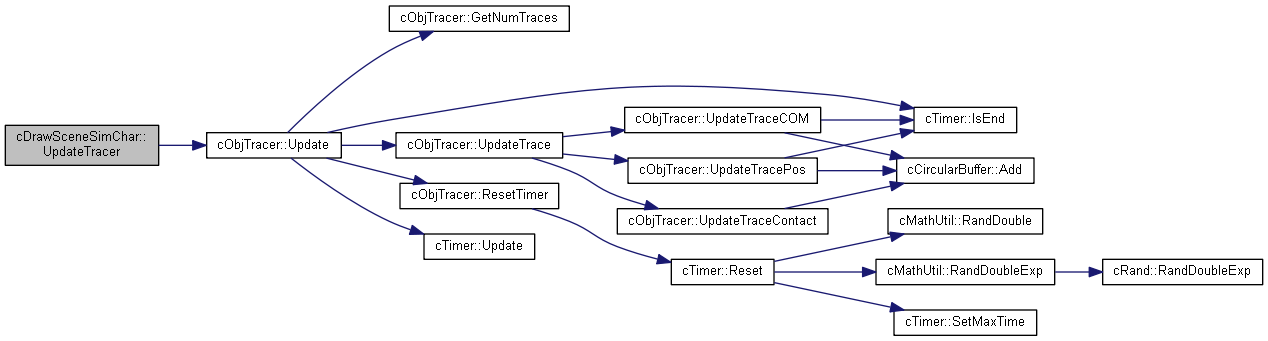 cObjTracer::GetNumTraces
cDrawSceneSimChar::
UpdateTracer
cObjTracer::Update
cObjTracer::UpdateTrace
cObjTracer::ResetTimer
cTimer::Update
cObjTracer::UpdateTraceCOM
cObjTracer::UpdateTracePos
cObjTracer::UpdateTraceContact
cTimer::IsEnd
cCircularBuffer::Add
cTimer::Reset
cMathUtil::RandDouble
cMathUtil::RandDoubleExp
cRand::RandDoubleExp
cTimer::SetMaxTime